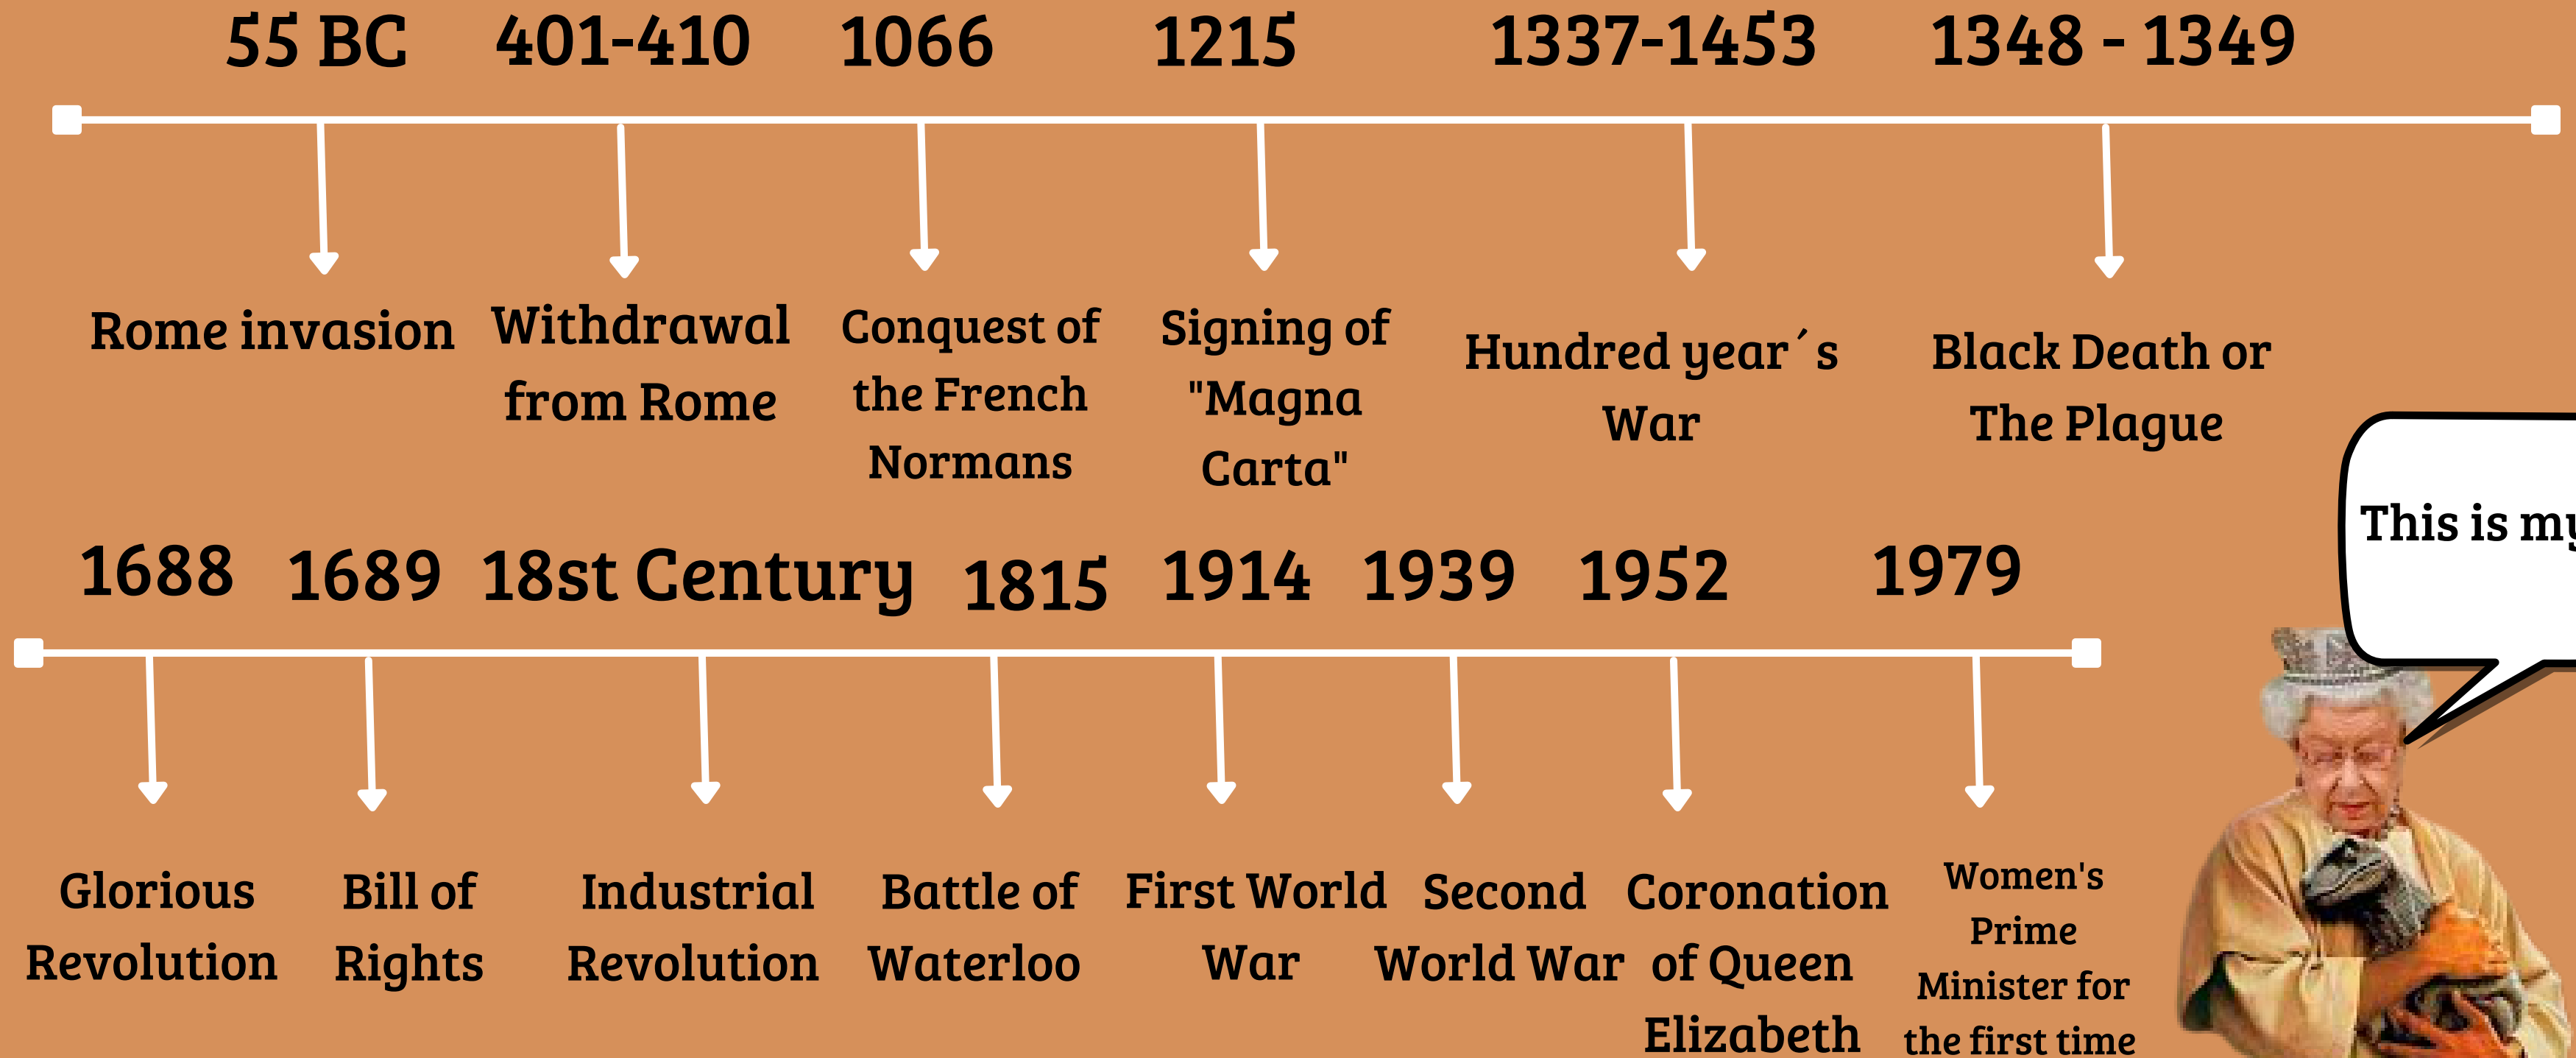 55 BC 401-410 1066 1215 1337-1453 1348 - 1349
Rome invasion
Withdrawal
from Rome
Conquest of
the French
Normans
Signing of
"Magna
Carta"
Hundred year´s
War
Black Death or
The Plague
This is my
1688 1689 18st Century 1815 1914 1939 1952 1979
Glorious
Revolution
Bill of
Rights
Industrial
Revolution
Battle of
Waterloo
First World
War
Second
World War
Coronation
of Queen
Elizabeth
Women's
Prime
Minister for
the first time